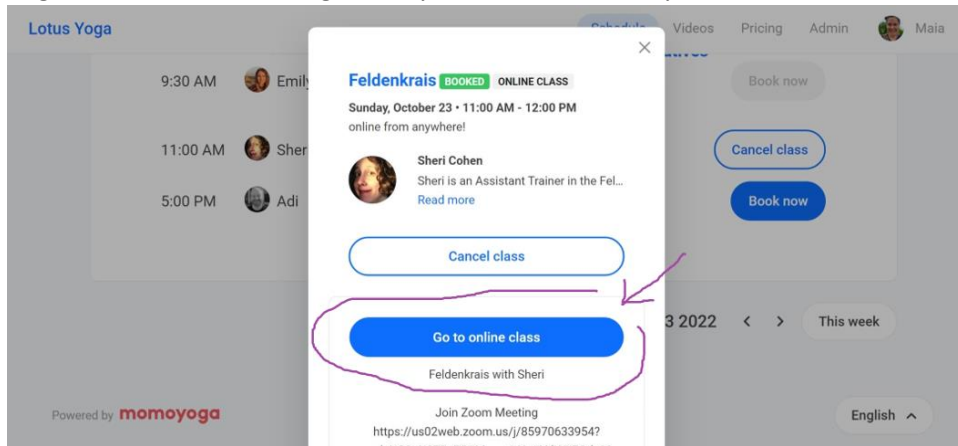 Lotus Yoga
Schedule Videos Pricing Admin Maia
9:30 AM Emily Book now
11:00 AM Sher Cancel class
5:00 PM Adi Book now
Feldenkrais BOOKED ONLINE CLASS
Sunday, October 23 • 11:00 AM - 12:00 PM
online from anywhere!
Sheri Cohen
Sheri is an Assistant Trainer in the Fel...
Read more
Cancel class
3 2022 < > This week
Go to online class
Feldenkrais with Sheri
Join Zoom Meeting
https://us02web.zoom.us/j/85970633954?
Powered by momoyoga
English